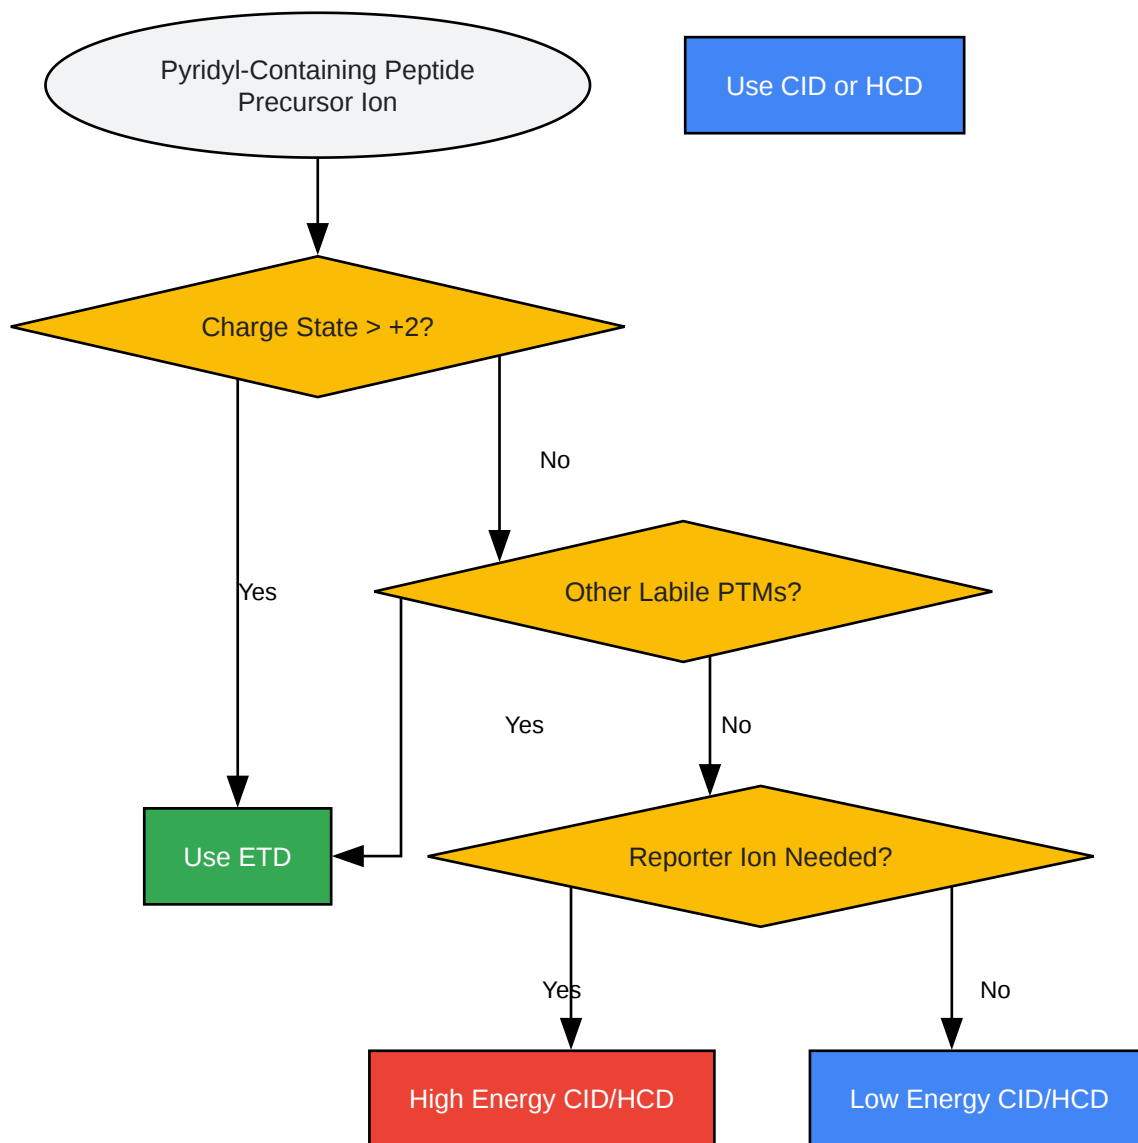 Pyridyl-Containing Peptide
Precursor Ion
Use CID or HCD
Charge State > +2?
No
Yes
Other Labile PTMs?
Yes
No
Use ETD
Reporter Ion Needed?
Yes
No
High Energy CID/HCD
Low Energy CID/HCD